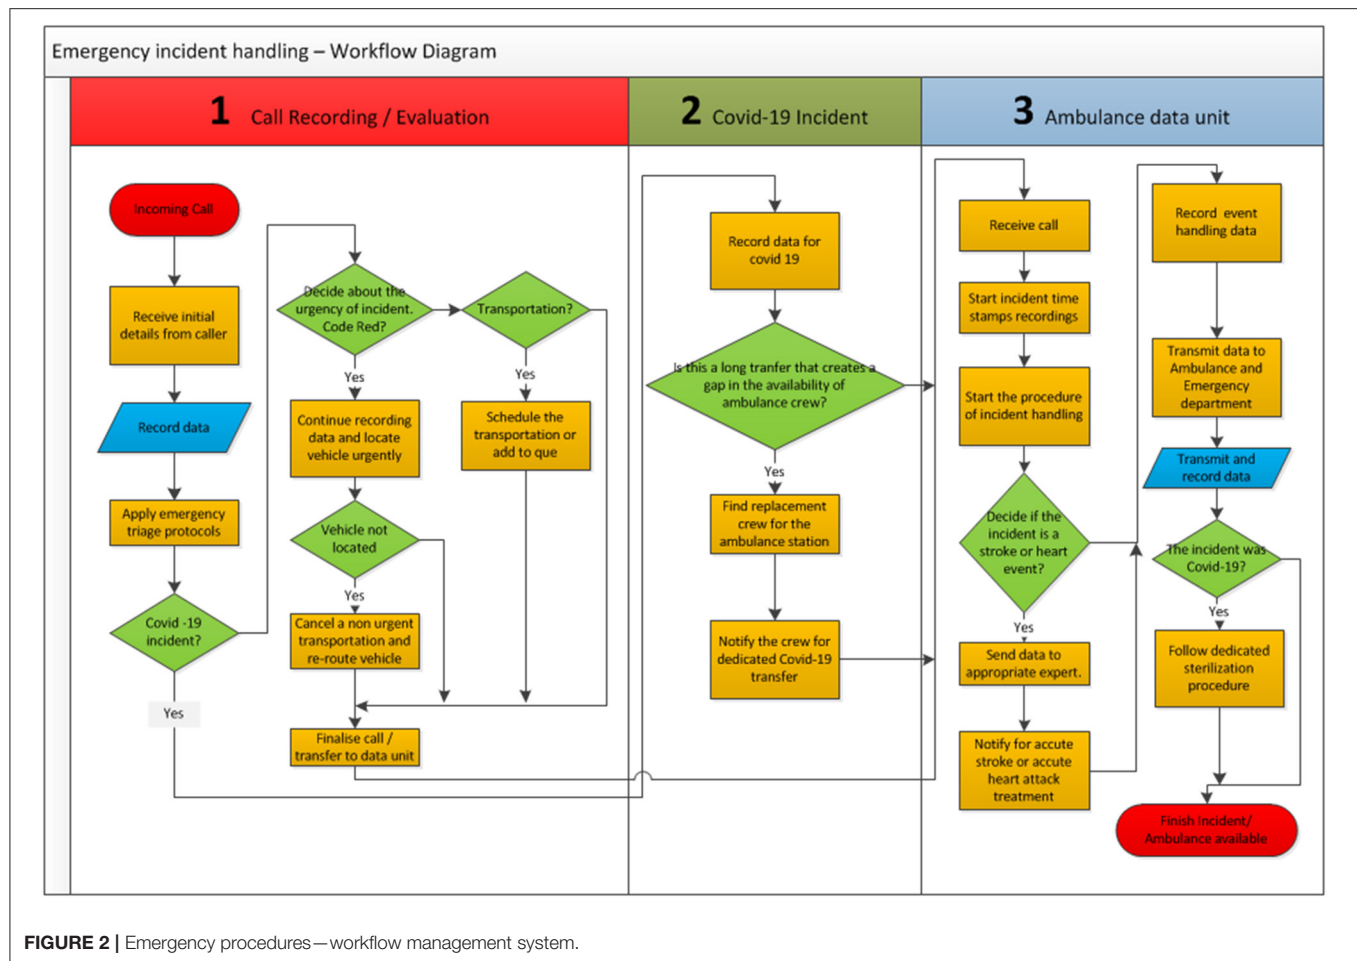 Emergency incident handling – Workflow Diagram
1 Call Recording / Evaluation
2 Covid-19 Incident
3 Ambulance data unit
Incoming Call
Receive initial
details from caller
Record data
Apply emergency
triage protocols
Covid -19
incident?
Yes
Decide about the
urgency of incident.
Code Red?
Yes
Continue recording
data and locate
vehicle urgently
Vehicle not
located
Yes
Cancel a non urgent
transportation and
re-route vehicle
Finalise call /
transfer to data unit
Transportation?
Yes
Schedule the
transportation or
add to que
Record data for
covid 19
Is this a long tranfer that creates a
gap in the availability of
ambulance crew?
Yes
Find replacement
crew for the
ambulance station
Notify the crew for
dedicated Covid-19
transfer
Receive call
Start incident time
stamps recordings
Start the procedure
of incident handling
Decide if the
incident is a
stroke or heart
event?
Yes
Send data to
appropriate expert.
Notify for accute
stroke or accute
heart attack
treatment
Record event
handling data
Transmit data to
Ambulance and
Emergency
department
Transmit and
record data
The incident was
Covid-19?
Yes
Follow dedicated
sterilization
procedure
Finish Incident/
Ambulance available
FIGURE 2 | Emergency procedures—workflow management system.